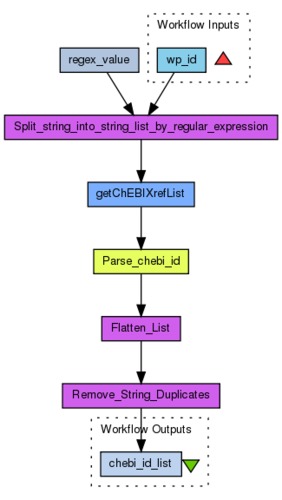 Workflow Inputs
regex_value
wp_id
Split_string_into_string_list_by_regular_expression
getChEBIXrefList
Parse_chebi_id
Flatten_List
Remove_String_Duplicates
Workflow Outputs
chebi_id_list